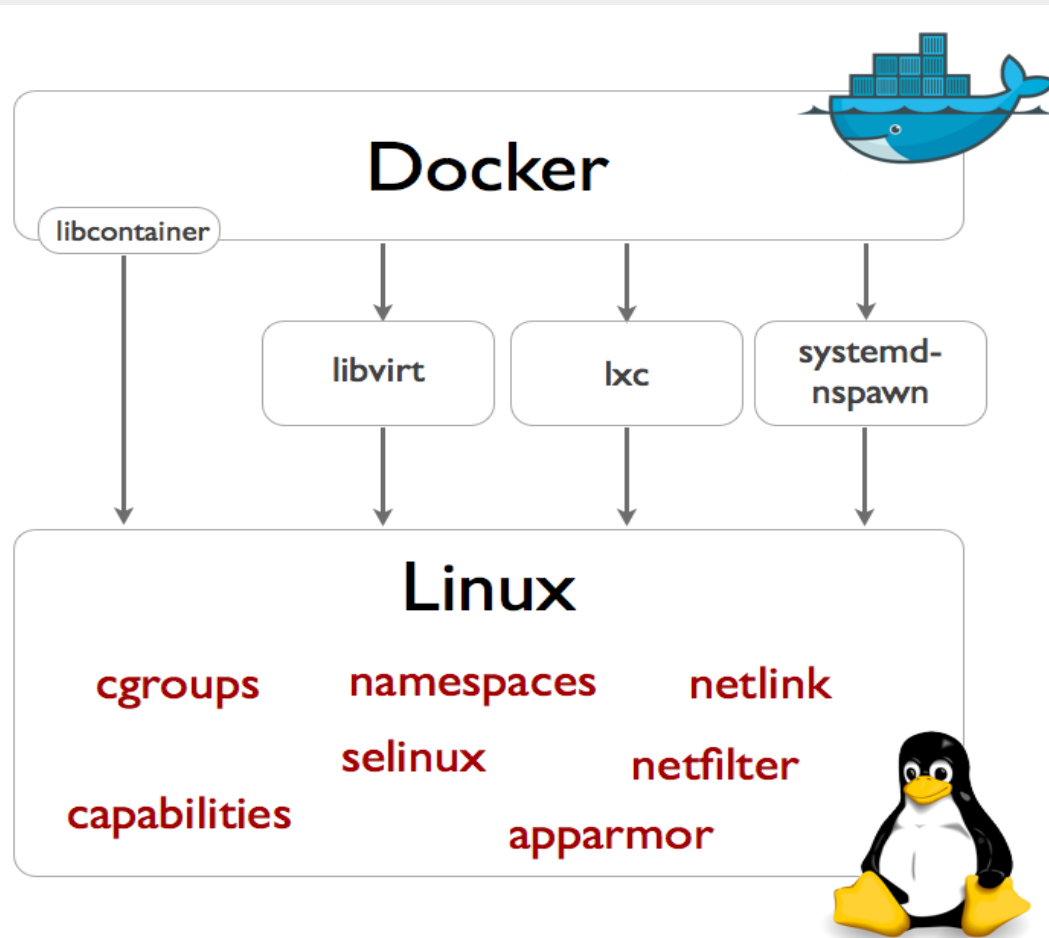 Docker
libcontainer
libvirt
lxc
systemd-
nspawn
Linux
cgroups
namespaces
netlink
selinux
netfilter
capabilities
apparmor